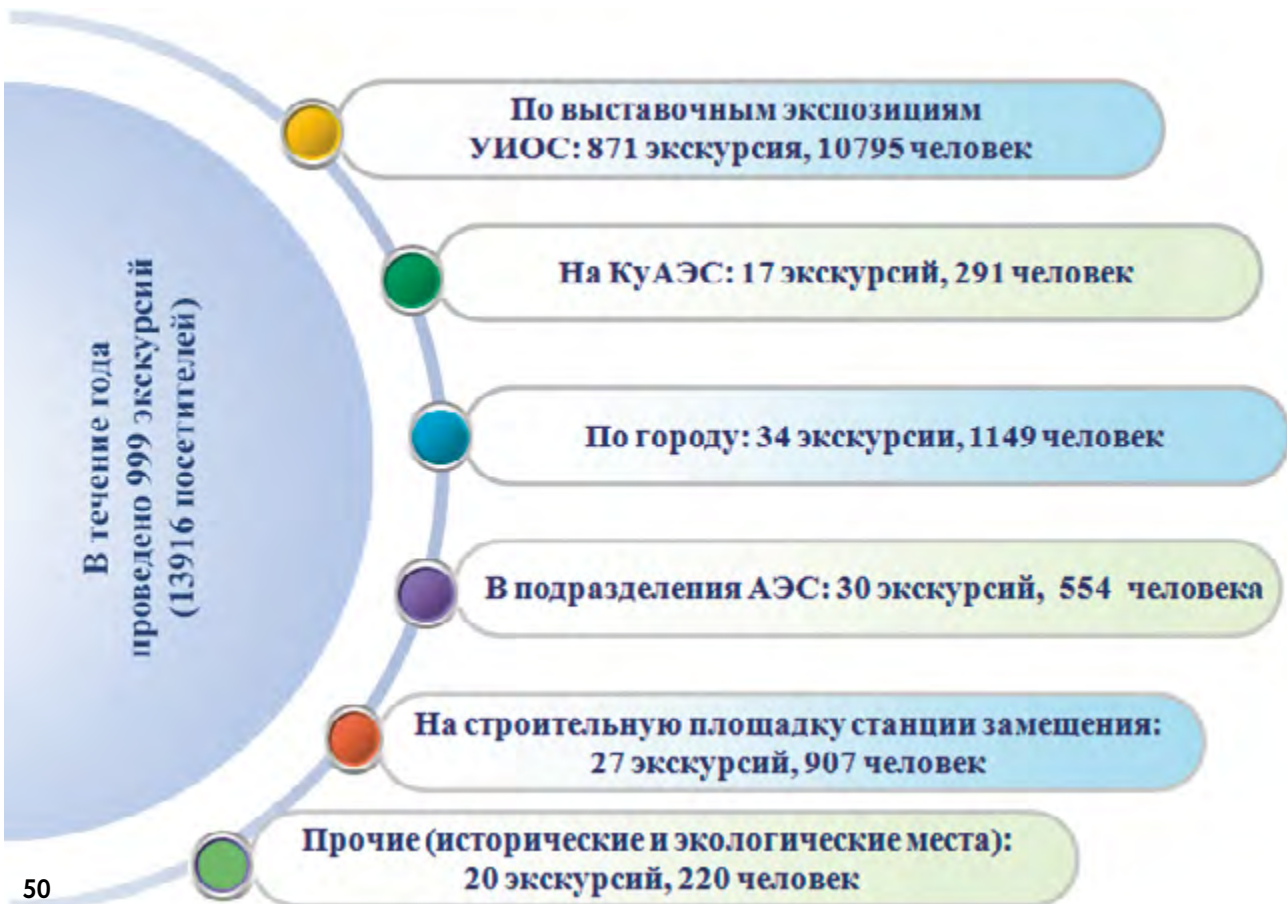 В течение года
проведено 999 экскурсий
(13916 посетителей)
По выставочным экспозициям
УИОС: 871 экскурсия, 10795 человек
На КуАЭС: 17 экскурсий, 291 человек
По городу: 34 экскурсии, 1149 человек
В подразделения АЭС: 30 экскурсий, 554 человека
На строительную площадку станции замещения:
27 экскурсий, 907 человек
Прочие (исторические и экологические места):
20 экскурсий, 220 человек
50